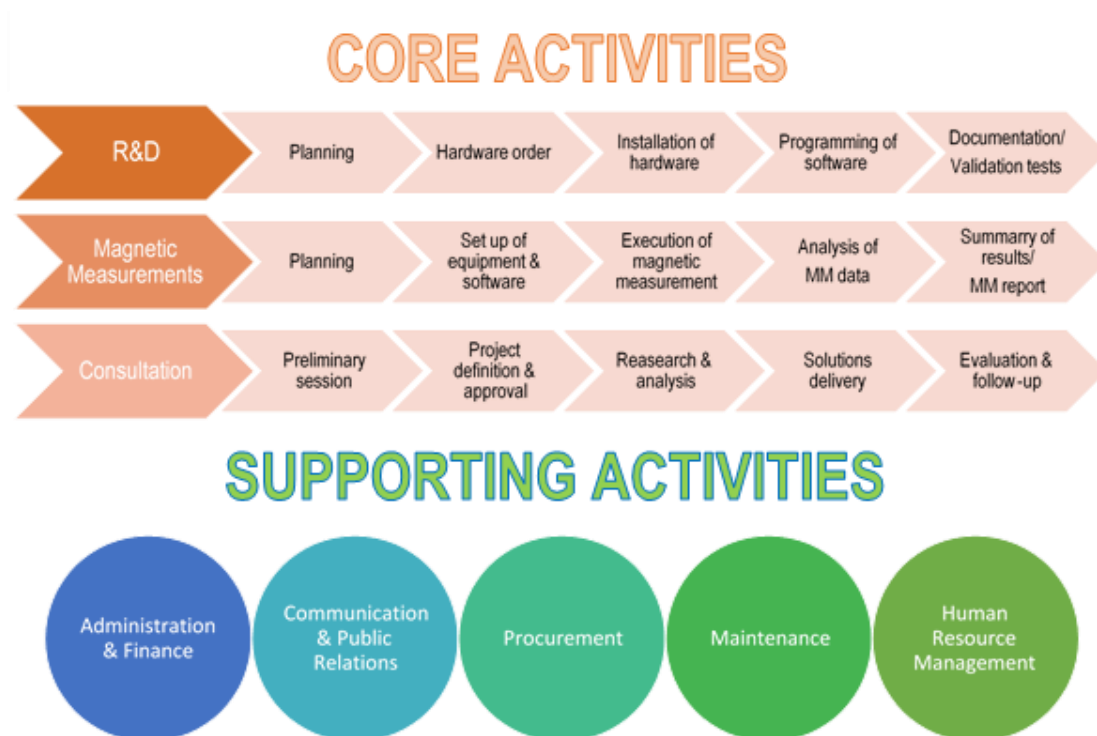 CORE ACTIVITIES
R&D
Planning
Hardware order
Installation of
hardware
Programming of
software
Documentation/
Validation tests
Magnetic
Measurements
Planning
Set up of
equipment &
software
Execution of
magnetic
measurement
Analysis of
MM data
Summarry of
results/
MM report
Consultation
Preliminary
session
Project
definition &
approval
Reasearch &
analysis
Solutions
delivery
Evaluation &
follow-up
SUPPORTING ACTIVITIES
Administration
& Finance
Communication
& Public
Relations
Procurement
Maintenance
Human
Resource
Management